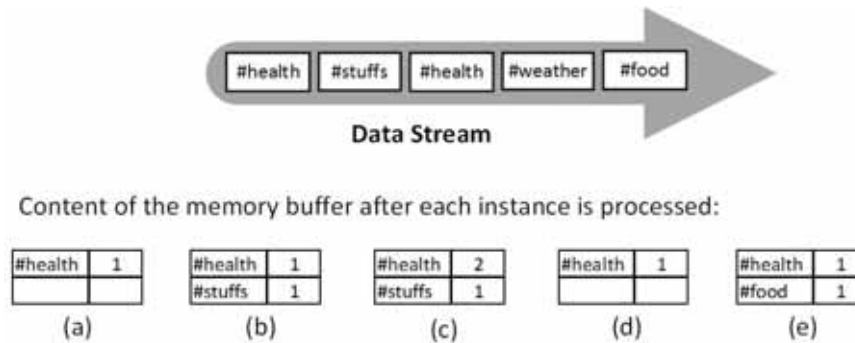 #health #stuffs #health #weather #food
Data Stream
Content of the memory buffer after each instance is processed:
#health 1 #health 1 #health 2 #health 1 #health 1
#stuffs 1 #stuffs 1 #food 1
(a) (b) (c) (d) (e)